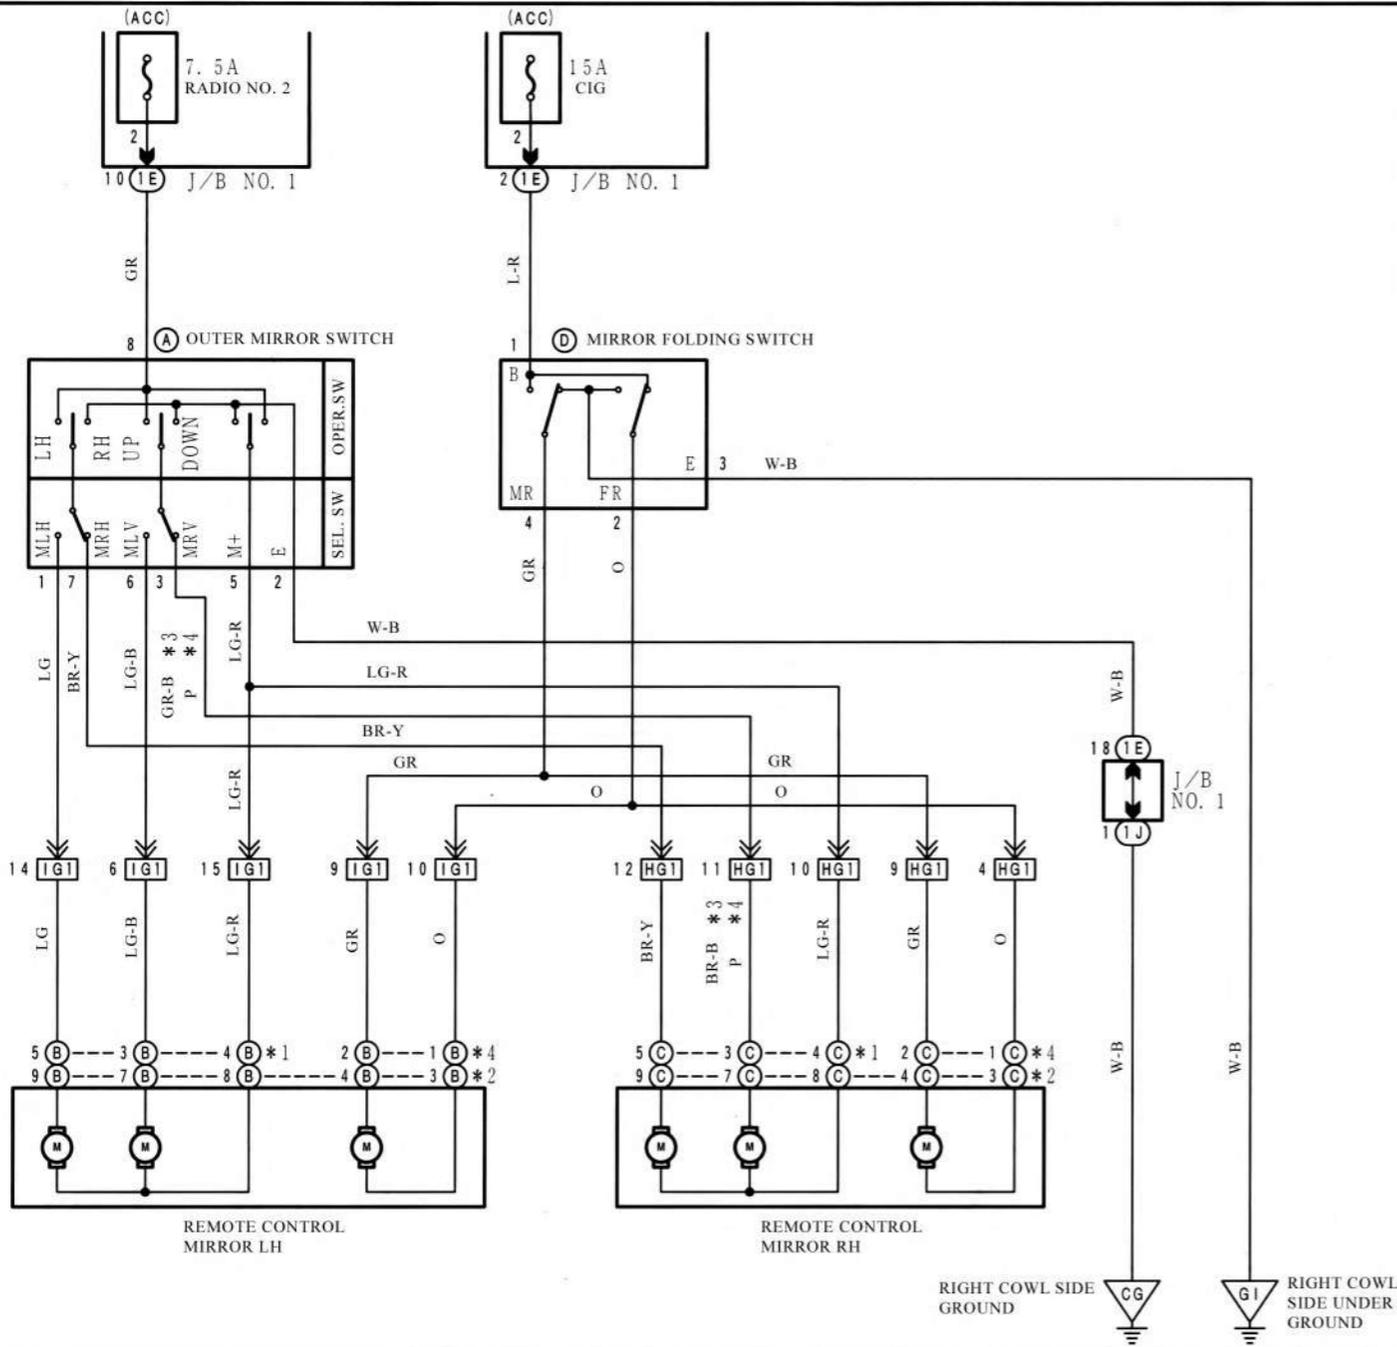 (ACC) (ACC)
7. 5A 15A
RADIO NO. 2 CIG
2 2
10 1E J/B NO. 1 2 1E J/B NO. 1
GR L-R
8 A OUTER MIRROR SWITCH 1 D MIRROR FOLDING SWITCH
B
LH RH UP DOWN OPER.SW
E 3 W-B
MR FR
MLH MRH MLV MRV M+ E SEL. SW
4 2
GR O
1 7 6 3 5 2
W-B
LG BR-Y LG-B GR-B *3 P *4 LG-R
LG-R W-B
BR-Y
18 1E
GR GR
LG-R O O J/B
NO. 1
1 1J
14 IG1 6 IG1 15 IG1 9 IG1 10 IG1 12 HG1 11 HG1 10 HG1 9 HG1 4 HG1
LG LG-B LG-R GR O BR-Y BR-B *3 P *4 LG-R GR O
5 B 3 B 4 B *1 2 B 1 B *4 5 C 3 C 4 C *1 2 C 1 C *4 W-B W-B
9 B 7 B 8 B 4 B 3 B *2 9 C 7 C 8 C 4 C 3 C *2
M M M M M M
REMOTE CONTROL REMOTE CONTROL
MIRROR LH MIRROR RH
RIGHT COWL SIDE CG GI RIGHT COWL
GROUND SIDE UNDER
GROUND